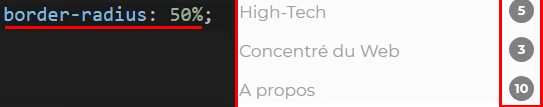 border-radius: 50%;
High-Tech 5
Concentré du Web 3
A propos 10